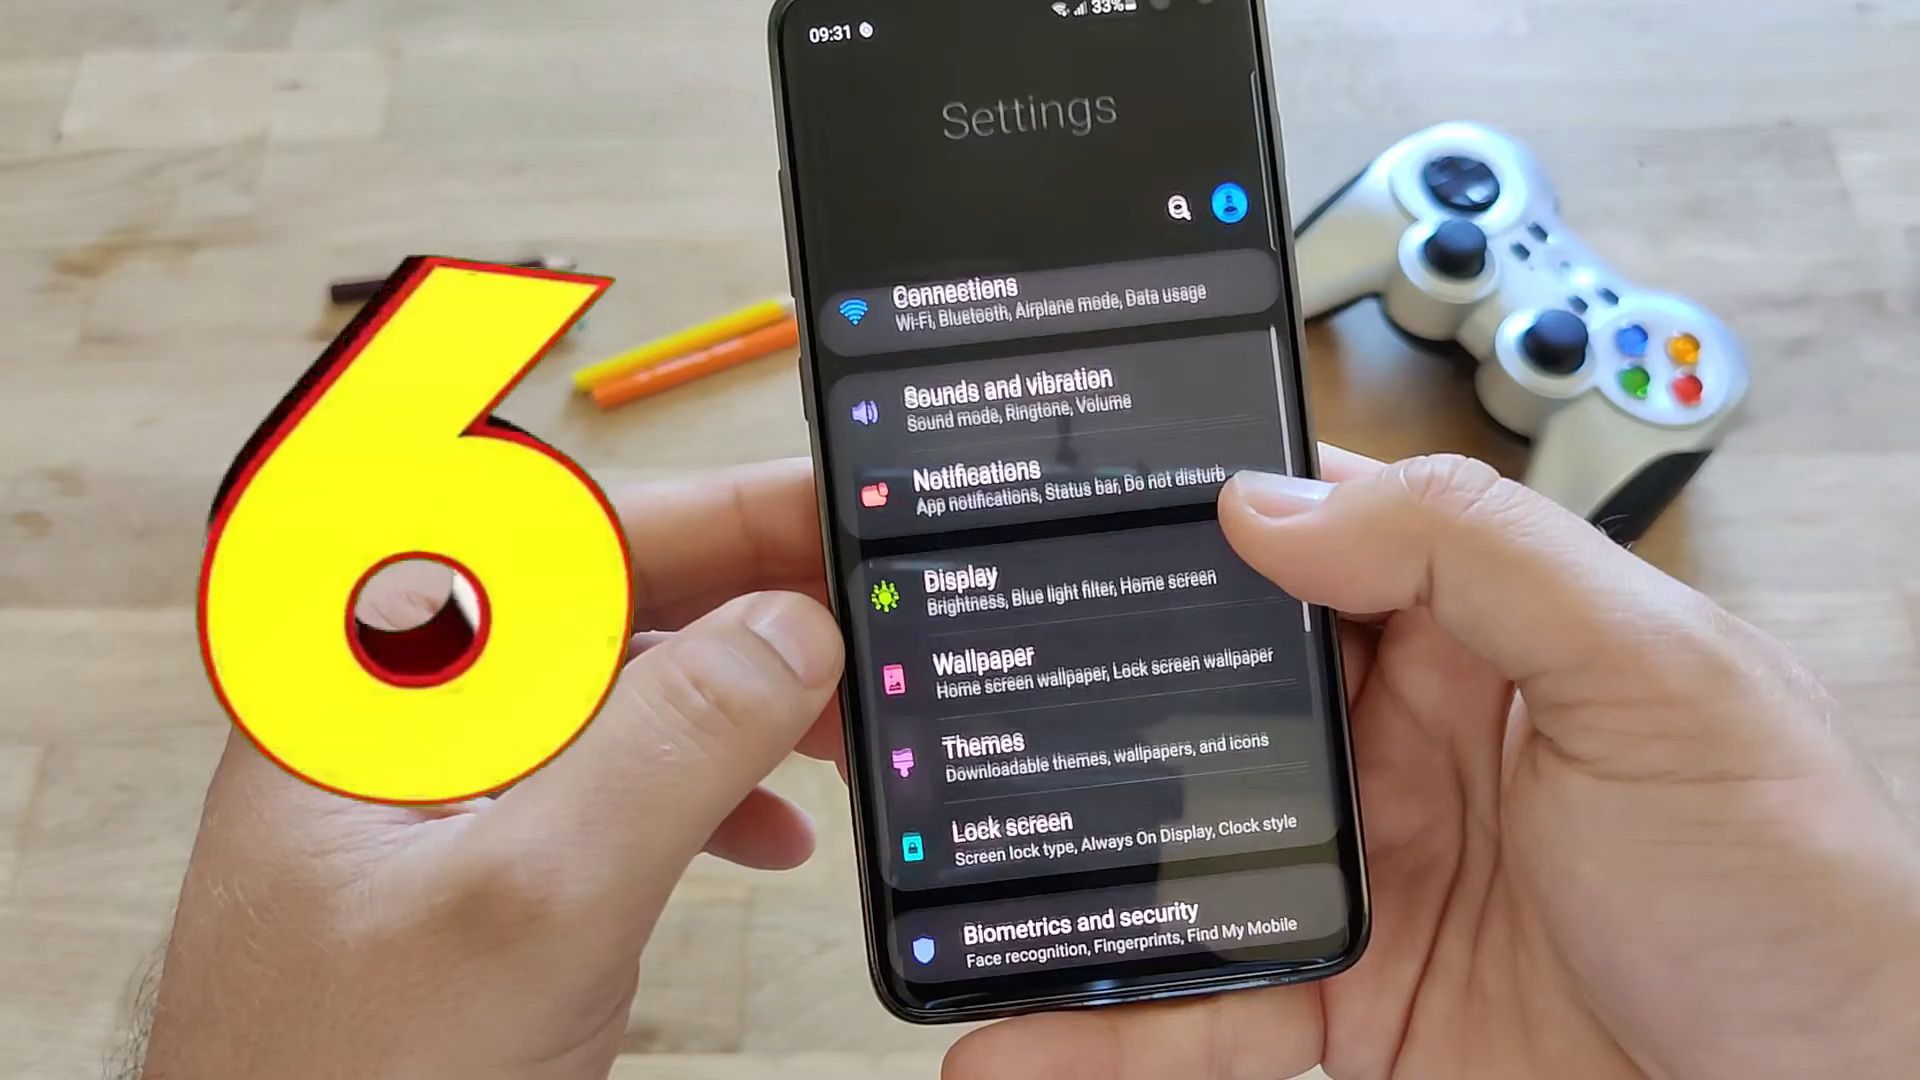 09:31
33%
Settings
Connections
Wi-Fi, Bluetooth, Airplane mode, Data usage
Sounds and vibration
Sound mode, Ringtone, Volume
Notifications
App notifications, Status bar, Do not disturb
Display
Brightness, Blue light filter, Home screen
Wallpaper
Home screen wallpaper, Lock screen wallpaper
Themes
Downloadable themes, wallpapers, and icons
Lock screen
Screen lock type, Always On Display, Clock style
Biometrics and security
Face recognition, Fingerprints, Find My Mobile
6